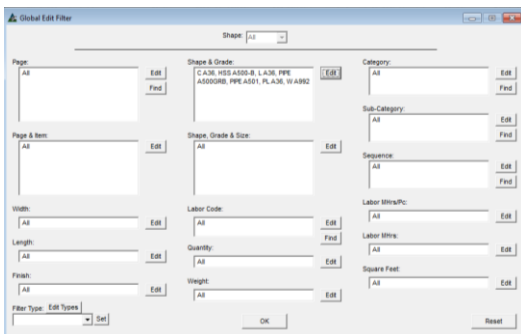 Global Edit Filter
Shape: All
Page:
All
Edit
Find
Page & Item:
All
Edit
Width:
All
Edit
Length:
All
Edit
Finish:
All
Edit
Filter Type: Edit Types
Set
Shape & Grade:
C A36, HSS A500-B, L A36, PIPE
A500GRB, PIPE A501, PL A36, W A992
Edit
Shape, Grade & Size:
All
Edit
Labor Code:
All
Edit
Find
Quantity:
All
Edit
Weight:
All
Edit
OK
Category:
All
Edit
Find
Sub-Category:
All
Edit
Find
Sequence:
All
Edit
Find
Labor MHrs/Pc:
All
Edit
Labor MHrs:
All
Edit
Square Feet:
All
Edit
Reset